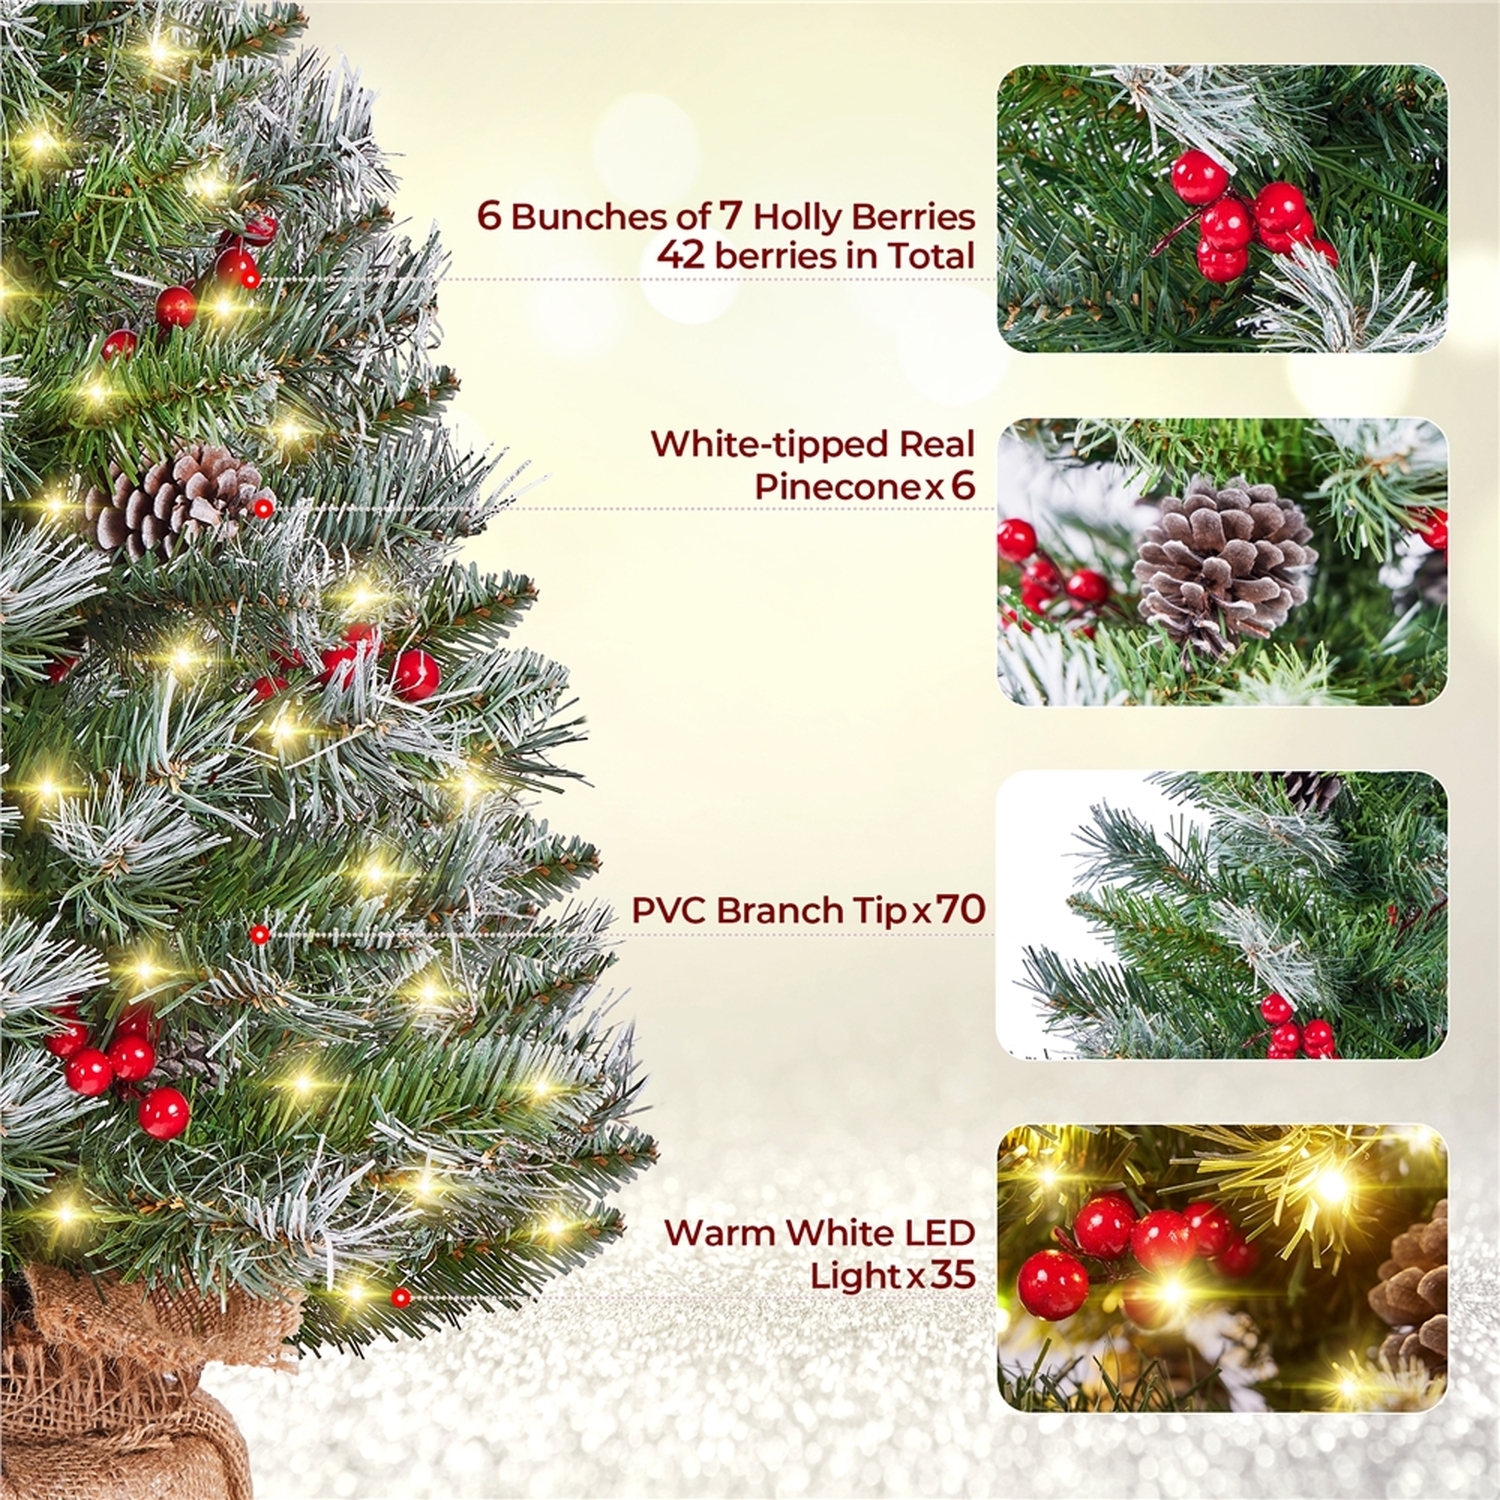 6 Bunches of 7 Holly Berries
42 berries in Total
White-tipped Real
Pinecone x 6
PVC Branch Tip x 70
Warm White LED
Light x 35